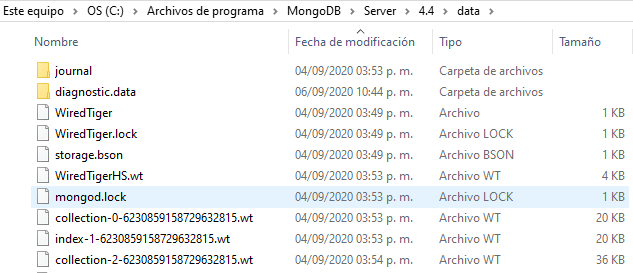 Este equipo > OS (C:) > Archivos de programa > MongoDB > Server > 4.4 > data >
Nombre Fecha de modificación Tipo Tamaño
journal 04/09/2020 03:53 p. m. Carpeta de archivos
diagnostic.data 06/09/2020 10:44 p. m. Carpeta de archivos
WiredTiger 04/09/2020 03:49 p. m. Archivo 1 KB
WiredTiger.lock 04/09/2020 03:49 p. m. Archivo LOCK 1 KB
storage.bson 04/09/2020 03:49 p. m. Archivo BSON 1 KB
WiredTigerHS.wt 04/09/2020 03:53 p. m. Archivo WT 4 KB
mongod.lock 04/09/2020 03:53 p. m. Archivo LOCK 1 KB
collection-0-6230859158729632815.wt 04/09/2020 03:53 p. m. Archivo WT 20 KB
index-1-6230859158729632815.wt 04/09/2020 03:53 p. m. Archivo WT 20 KB
collection-2-6230859158729632815.wt 04/09/2020 03:54 p. m. Archivo WT 36 KB